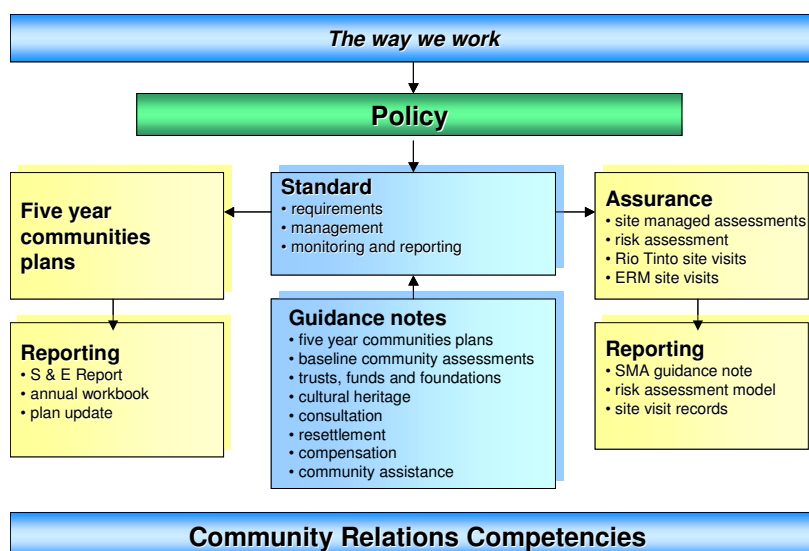 The way we work
Policy
Five year
communities
plans
Standard
• requirements
• management
• monitoring and reporting
Assurance
• site managed assessments
• risk assessment
• Rio Tinto site visits
• ERM site visits
Reporting
• S & E Report
• annual workbook
• plan update
Guidance notes
• five year communities plans
• baseline community assessments
• trusts, funds and foundations
• cultural heritage
• consultation
• resettlement
• compensation
• community assistance
Reporting
• SMA guidance note
• risk assessment model
• site visit records
Community Relations Competencies